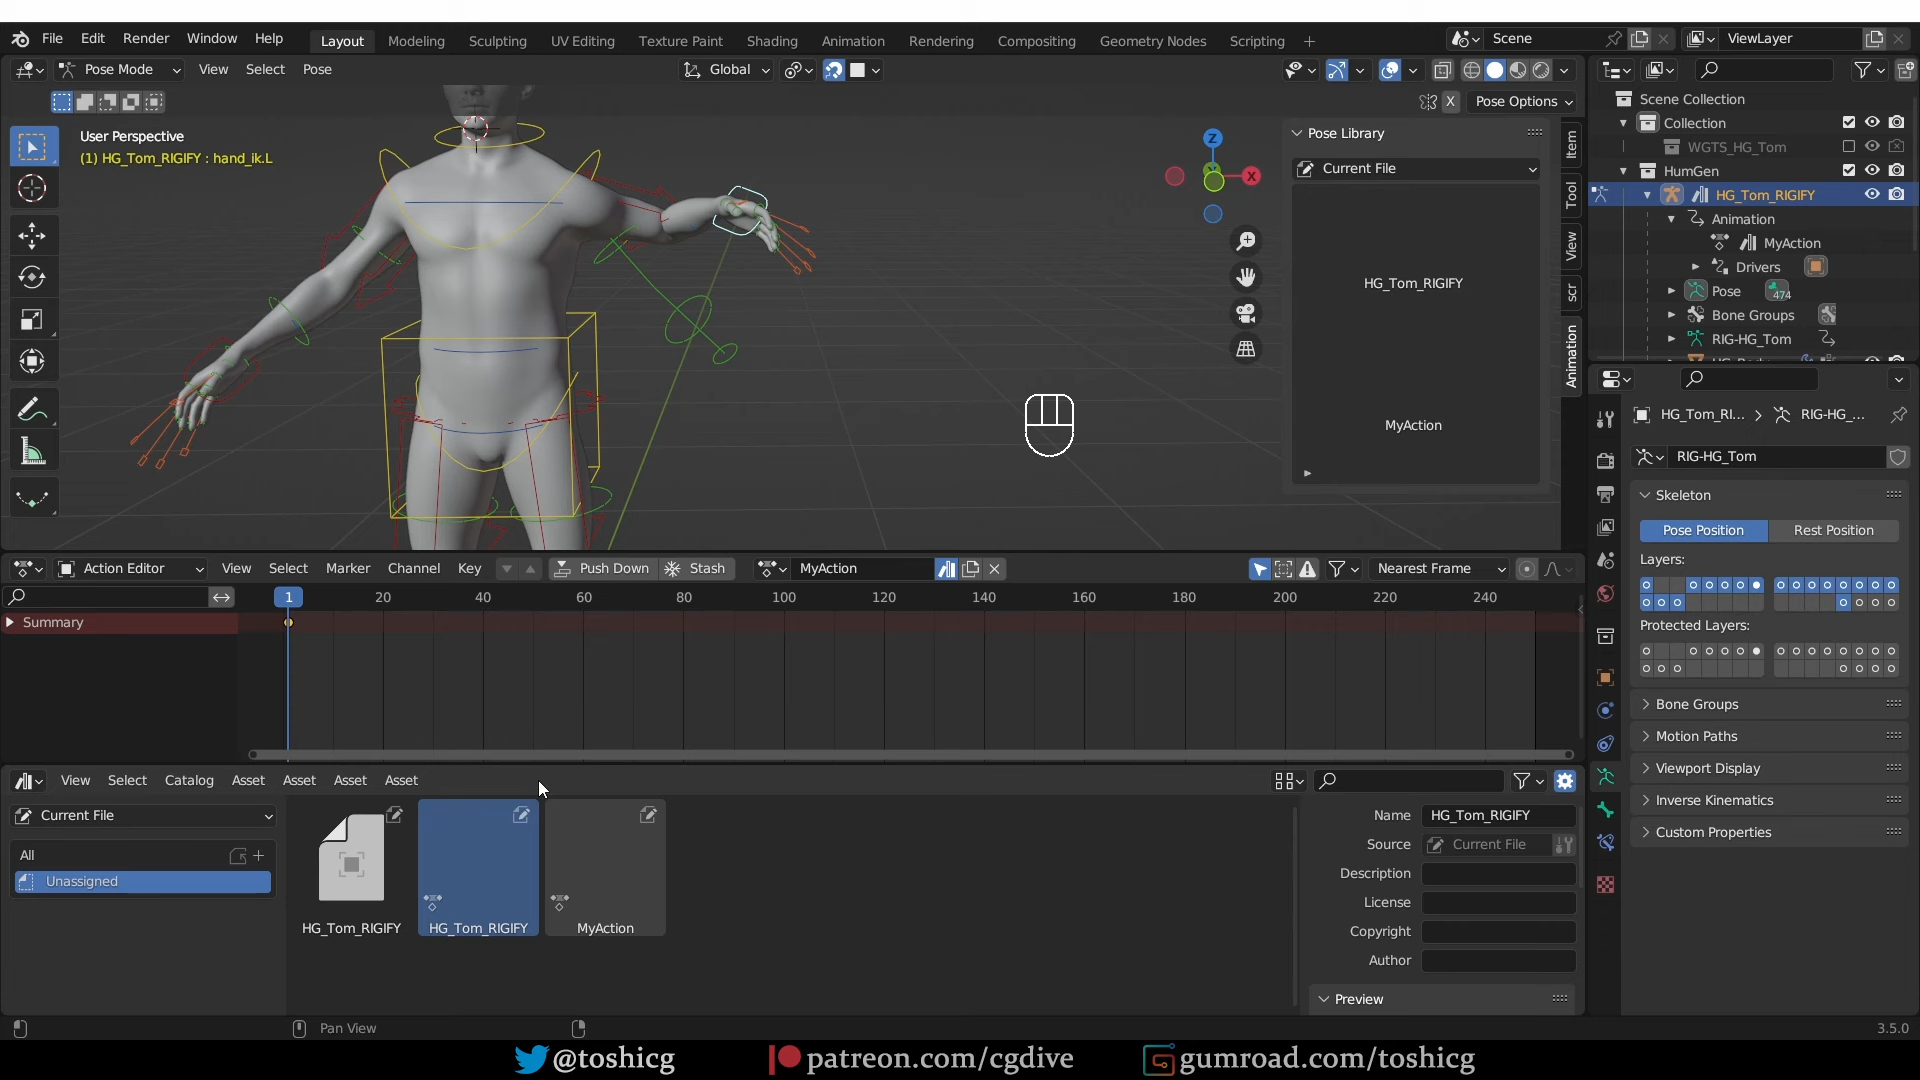 File Edit Render Window Help Layout Modeling Sculpting UV Editing Texture Paint Shading Animation Rendering Compositing Geometry Nodes Scripting + Scene ViewLayer
Pose Mode View Select Pose Global
X Pose Options
User Perspective
(1) HG_Tom_RIGIFY : hand_ik.L
Z
X
Pose Library
Current File
HG_Tom_RIGIFY
MyAction
Item
Tool
View
scr
Animation
Scene Collection
Collection
WGTS_HG_Tom
HumGen
HG_Tom_RIGIFY
Animation
MyAction
Drivers
Pose 474
Bone Groups
RIG-HG_Tom
HG_Tom_RI... > RIG-HG_...
RIG-HG_Tom
Skeleton
Pose Position Rest Position
Layers:
Protected Layers:
Bone Groups
Motion Paths
Viewport Display
Inverse Kinematics
Custom Properties
Action Editor View Select Marker Channel Key Push Down Stash MyAction Nearest Frame
1 20 40 60 80 100 120 140 160 180 200 220 240
Summary
View Select Catalog Asset Asset Asset Asset
Current File
All
Unassigned
HG_Tom_RIGIFY HG_Tom_RIGIFY MyAction
Name HG_Tom_RIGIFY
Source Current File
Description
License
Copyright
Author
Preview
Pan View 3.5.0
@toshicg patreon.com/cgdive gumroad.com/toshicg